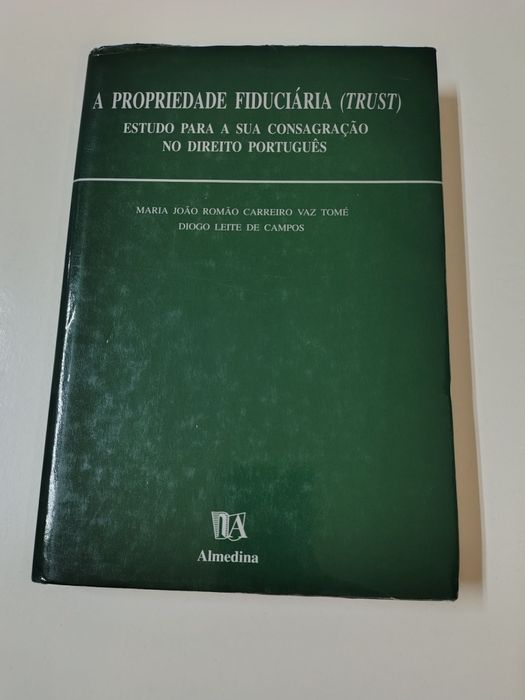 A PROPRIEDADE FIDUCIÁRIA (TRUST)
ESTUDO PARA A SUA CONSAGRAÇÃO
NO DIREITO PORTUGUÊS
MARIA JOÃO ROMÃO CARREIRO VAZ TOMÉ
DIOGO LEITE DE CAMPOS
Almedina